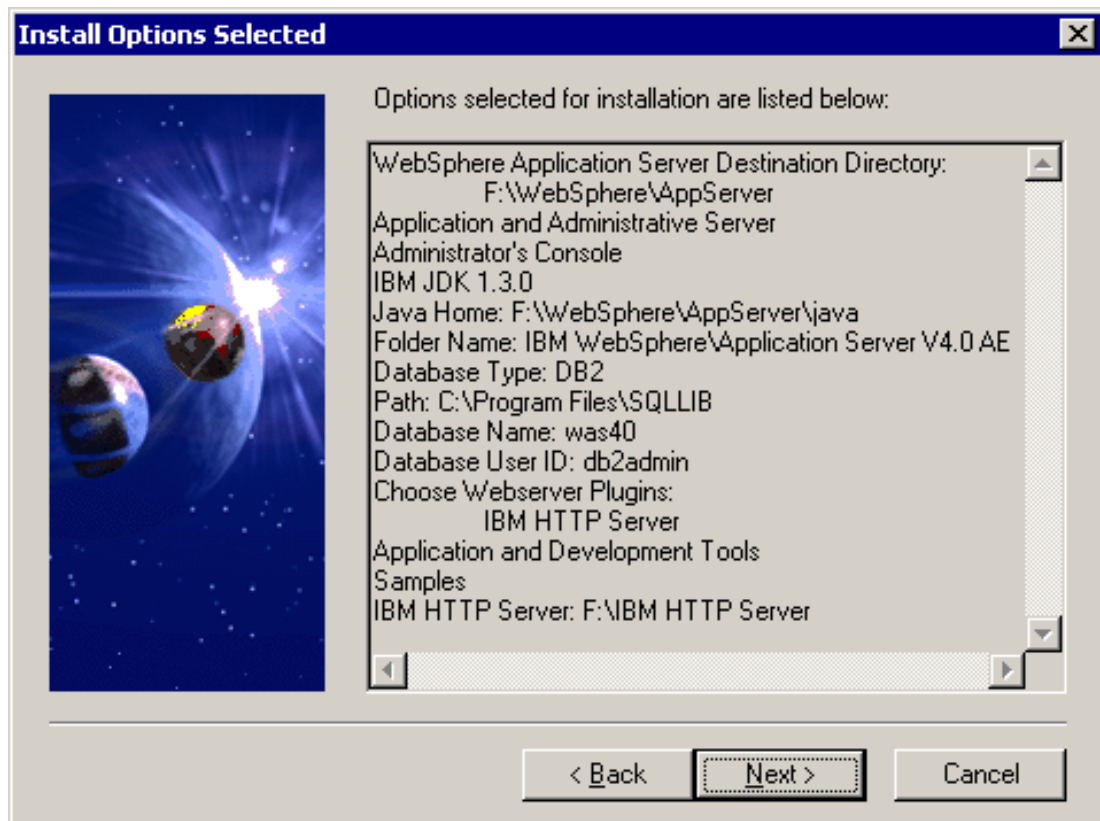 Install Options Selected
Options selected for installation are listed below:
WebSphere Application Server Destination Directory:
F:\WebSphere\AppServer
Application and Administrative Server
Administrator's Console
IBM JDK 1.3.0
Java Home: F:\WebSphere\AppServer\java
Folder Name: IBM WebSphere\Application Server V4.0 AE
Database Type: DB2
Path: C:\Program Files\SQLLIB
Database Name: was40
Database User ID: db2admin
Choose Webserver Plugins:
IBM HTTP Server
Application and Development Tools
Samples
IBM HTTP Server: F:\IBM HTTP Server
< Back Next > Cancel